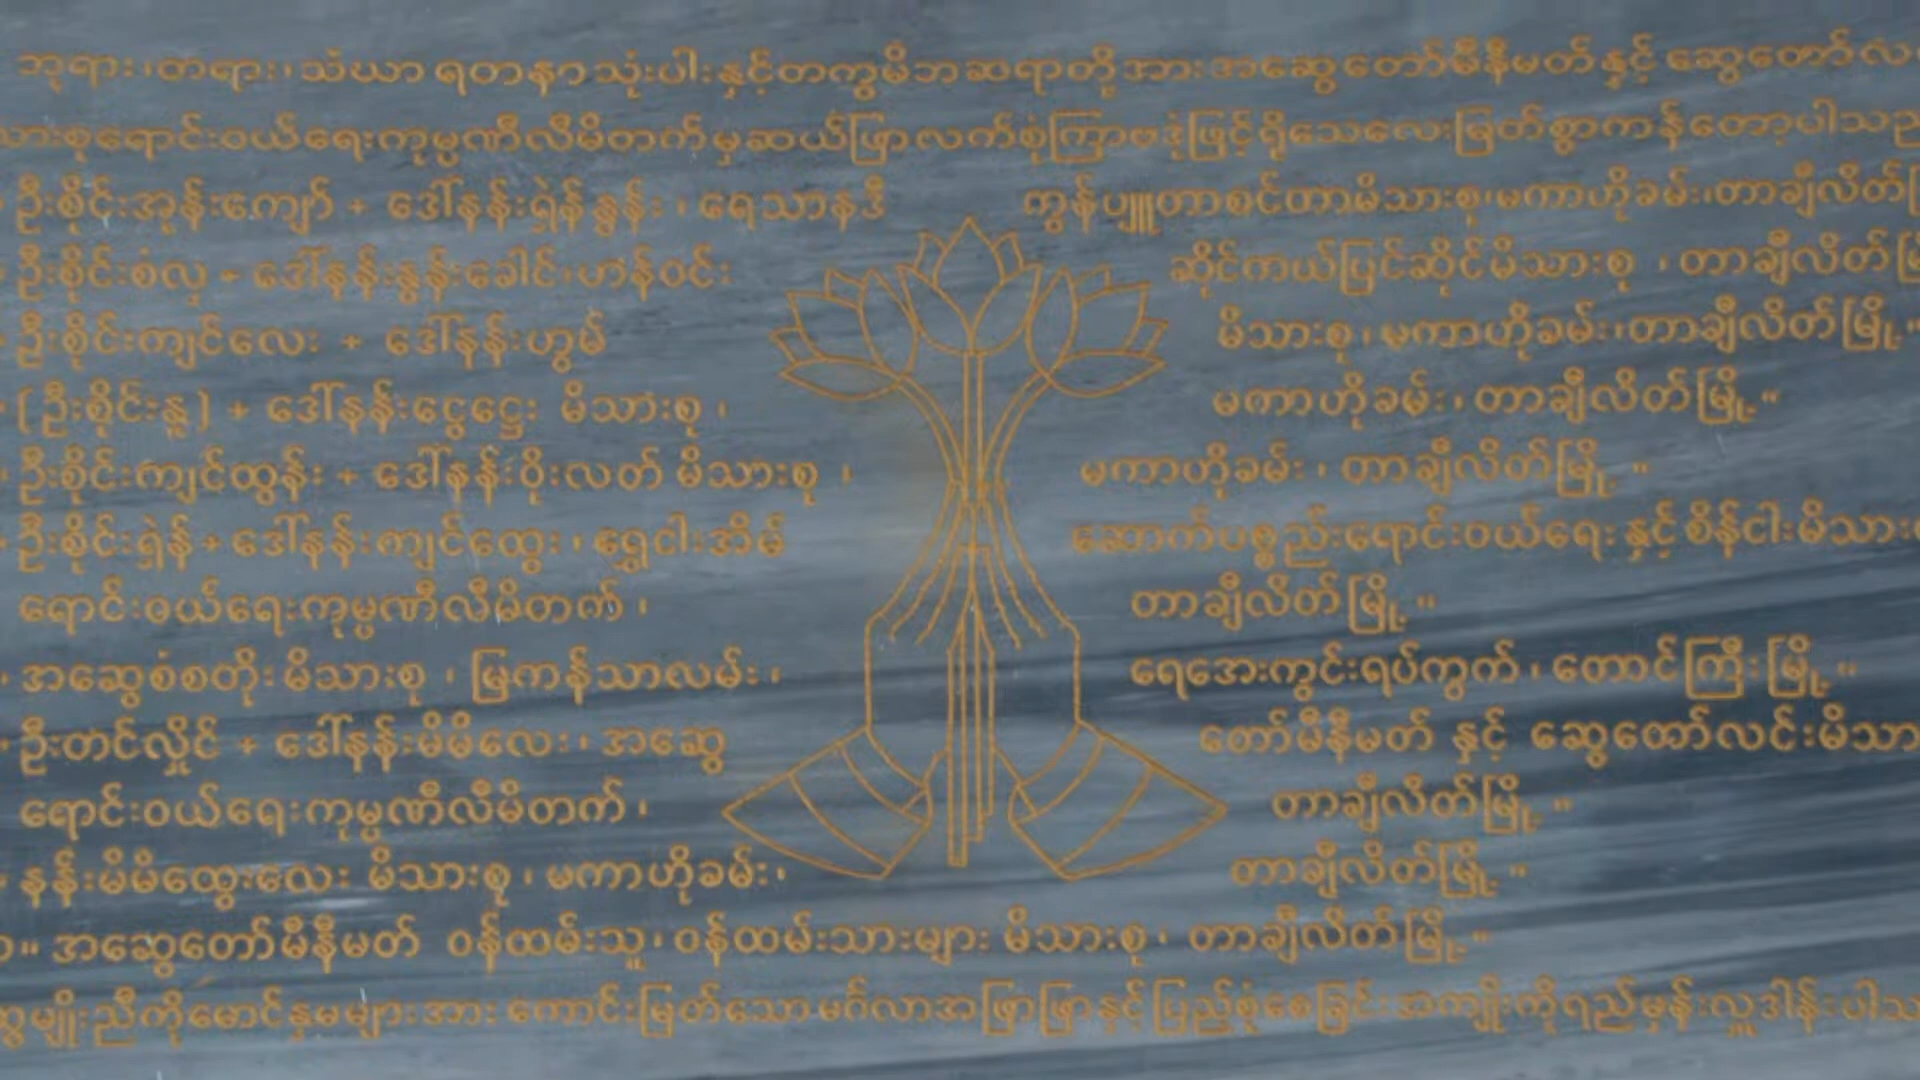 ဘုရား၊တရား၊သံဃာ ရတနာသုံးပါးနှင့်တကွမိဘဆရာတို့အားအဆွေတော်မီနီမတ်နှင့် ဆွေတော်လ
သားစုရောင်းဝယ်ရေးကုမ္ပဏီလီမိတက်မှဆယ်ဖြာလက်စုံကြာဗဒုံဖြင့်ရိုသေလေးမြတ်စွာကန်တော့ပါသည
ဦးစိုင်းအုန်းကျော် + ဒေါ်နန်းရှဲန်နွန်း ၊ ရေသာနဒီ ကွန်ပျူတာစင်တာမိသားစု၊မကာဟိုခမ်း၊တာချီလိတ်မြ
ဦးစိုင်းစံလှ - ဒေါ်နန်းနွန်းခေါင်၊ဟန်ဝင်း ဆိုင်ကယ်ပြင်ဆိုင်မိသားစု ၊ တာချီလိတ်မြ
ဦးစိုင်းကျင်လေး + ဒေါ်နန်းဟွမ် မိသားစု ၊ မကာဟိုခမ်း၊တာချီလိတ်မြို့။
(ဦးစိုင်းနူ) + ဒေါ်နန်းငွေဌွေး မိသားစု ၊ မကာဟိုခမ်း ၊ တာချီလိတ်မြို့။
ဦးစိုင်းကျင်ထွန်း + ဒေါ်နန်းပိုးလတ် မိသားစု ၊ မကာဟိုခမ်း ၊ တာချီလိတ်မြို့ ။
ဦးစိုင်းရှဲန် + ဒေါ်နန်းကျင်ထွေး ၊ ရွှေငါးအိမ် ဆောက်ပစ္စည်းရောင်းဝယ်ရေး နှင့် စိန်ငါးမိသား
ရောင်းဝယ်ရေးကုမ္ပဏီလီမိတက် ၊ တာချီလိတ်မြို့ ။
အဆွေစံစတိုး မိသားစု ၊ မြကန်သာလမ်း ၊ ရေအေးကွင်းရပ်ကွက် ၊ တောင်ကြီးမြို့ ။
ဦးတင်လှိုင် + ဒေါ်နန်းမိမိလေး ၊ အဆွေ တော်မီနီမတ် နှင့် ဆွေထော်လင်းမိသာ
ရောင်းဝယ်ရေးကုမ္ပဏီလီမိတက် ၊ တာချီလိတ်မြို့ ။
နန်းမိမိထွေးလေး မိသားစု ၊ မကာဟိုခမ်း၊ တာချီလိတ်မြို့ ။
။ အဆွေတော်မီနီမတ် ဝန်ထမ်းသူ ၊ ဝန်ထမ်းသားများ မိသားစု ၊ တာချီလိတ်မြို့ ။
ဆွေမျိုးညီကိုမောင်နှမများအား ကောင်းမြတ်သောမင်္ဂလာအဖြာဖြာနှင့်ပြည့်စုံစေခြင်းအကျိုးကိုရည်မှန်းလှူဒါန်းပါသ